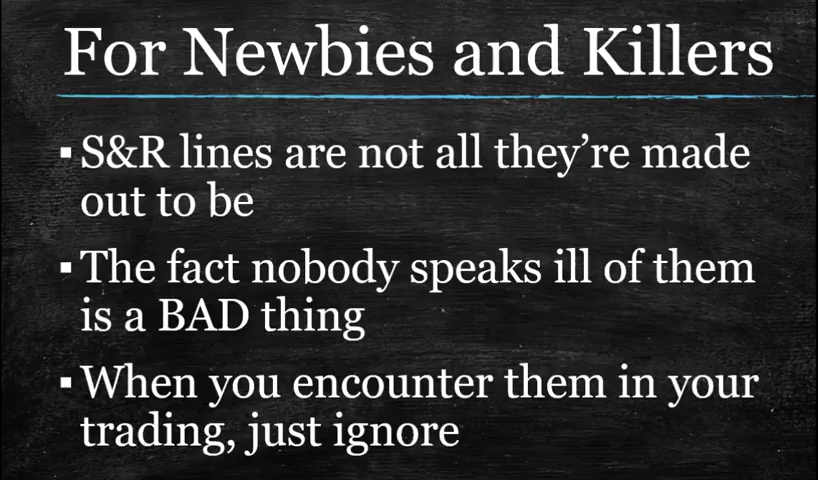 For Newbies and Killers
▪ S&R lines are not all they’re made
out to be
▪ The fact nobody speaks ill of them
is a BAD thing
▪ When you encounter them in your
trading, just ignore